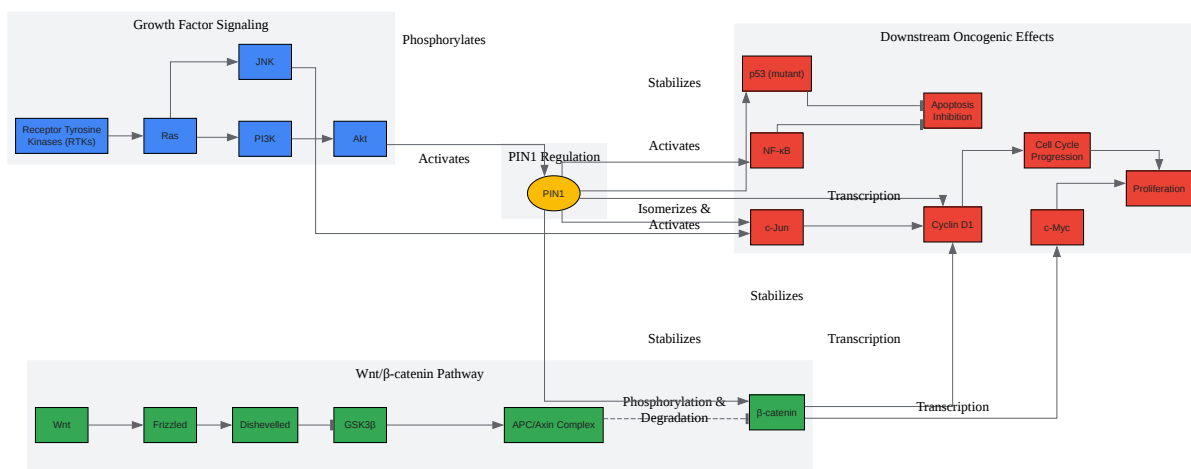 Growth Factor Signaling
Phosphorylates
JNK
Receptor Tyrosine
Kinases (RTKs)
Ras
PI3K
Akt
Activates
PIN1 Regulation
PIN1
Stabilizes
Activates
Isomerizes &
Activates
Downstream Oncogenic Effects
p53 (mutant)
Apoptosis
Inhibition
NF-κB
Cell Cycle
Progression
Proliferation
Transcription
c-Jun
Cyclin D1
c-Myc
Stabilizes
Stabilizes
Transcription
Wnt/β-catenin Pathway
Wnt
Frizzled
Dishevelled
GSK3β
APC/Axin Complex
Phosphorylation &
Degradation
β-catenin
Transcription